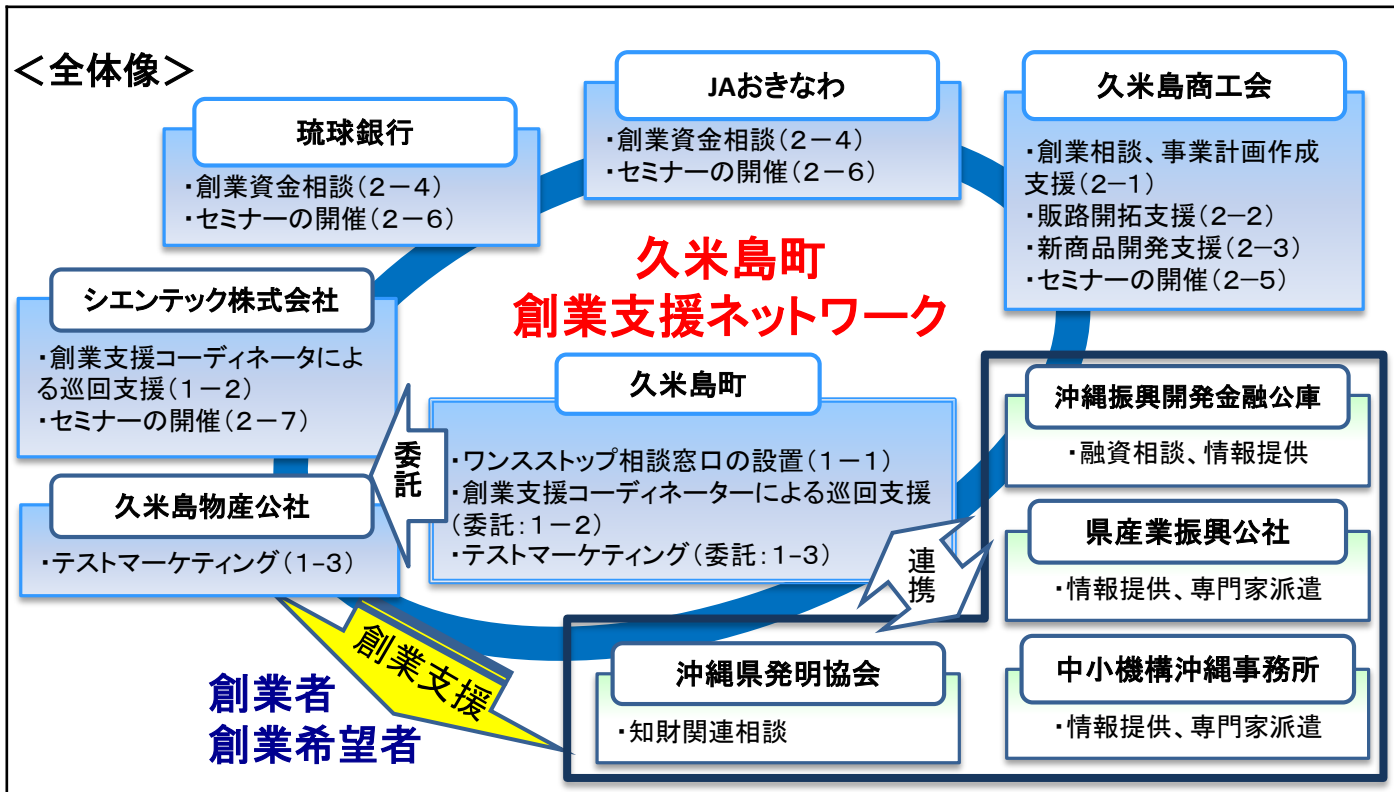 ＜全体像＞
琉球銀行
・創業資金相談（２－４）
・セミナーの開催（２－６）
JAおきなわ
・創業資金相談（２－４）
・セミナーの開催（２－６）
久米島商工会
・創業相談、事業計画作成
支援（2－1）
・販路開拓支援（2－2）
・新商品開発支援（2－3）
・セミナーの開催（2－5）
久米島町
創業支援ネットワーク
シエンテック株式会社
・創業支援コーディネータによ
る巡回支援（１－２）
・セミナーの開催（２－７）
久米島物産公社
・テストマーケティング（1-3）
委託
久米島町
・ワンスストップ相談窓口の設置（１－１）
・創業支援コーディネーターによる巡回支援
（委託：１－２）
・テストマーケティング（委託：１-３）
連携
沖縄振興開発金融公庫
・融資相談、情報提供
県産業振興公社
・情報提供、専門家派遣
中小機構沖縄事務所
・情報提供、専門家派遣
沖縄県発明協会
・知財関連相談
創業支援
創業者
創業希望者